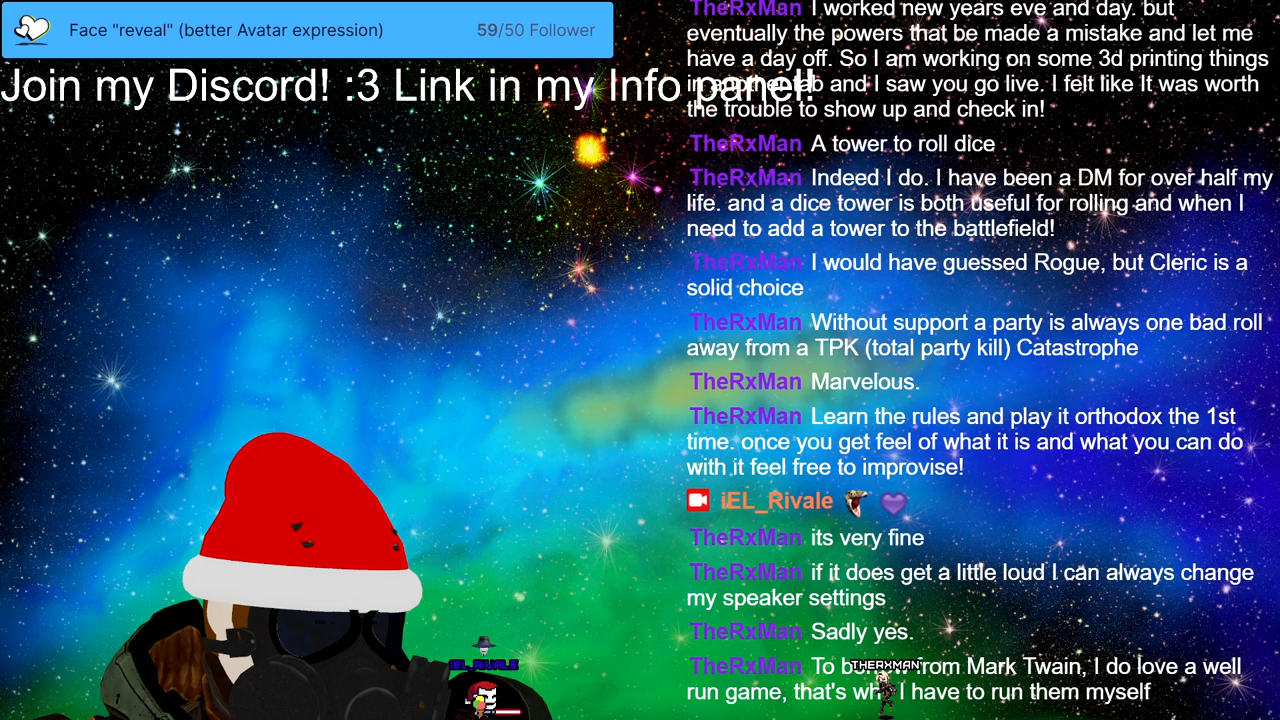 Face "reveal" (better Avatar expression) 59/50 Follower
Join my Discord! :3 Link in my Info panel!
TheRxMan I worked new years eve and day. but
eventually the powers that be made a mistake and let me
have a day off. So I am working on some 3d printing things
in another tab and I saw you go live. I felt like It was worth
the trouble to show up and check in!
TheRxMan A tower to roll dice
TheRxMan Indeed I do. I have been a DM for over half my
life. and a dice tower is both useful for rolling and when I
need to add a tower to the battlefield!
TheRxMan I would have guessed Rogue, but Cleric is a
solid choice
TheRxMan Without support a party is always one bad roll
away from a TPK (total party kill) Catastrophe
TheRxMan Marvelous.
TheRxMan Learn the rules and play it orthodox the 1st
time. once you get feel of what it is and what you can do
with it feel free to improvise!
iEL_Rivale
TheRxMan its very fine
TheRxMan if it does get a little loud I can always change
my speaker settings
TheRxMan Sadly yes.
TheRxMan To borrow from Mark Twain, I do love a well
run game, that's why I have to run them myself
IEL_RIVALE
THERXMAN